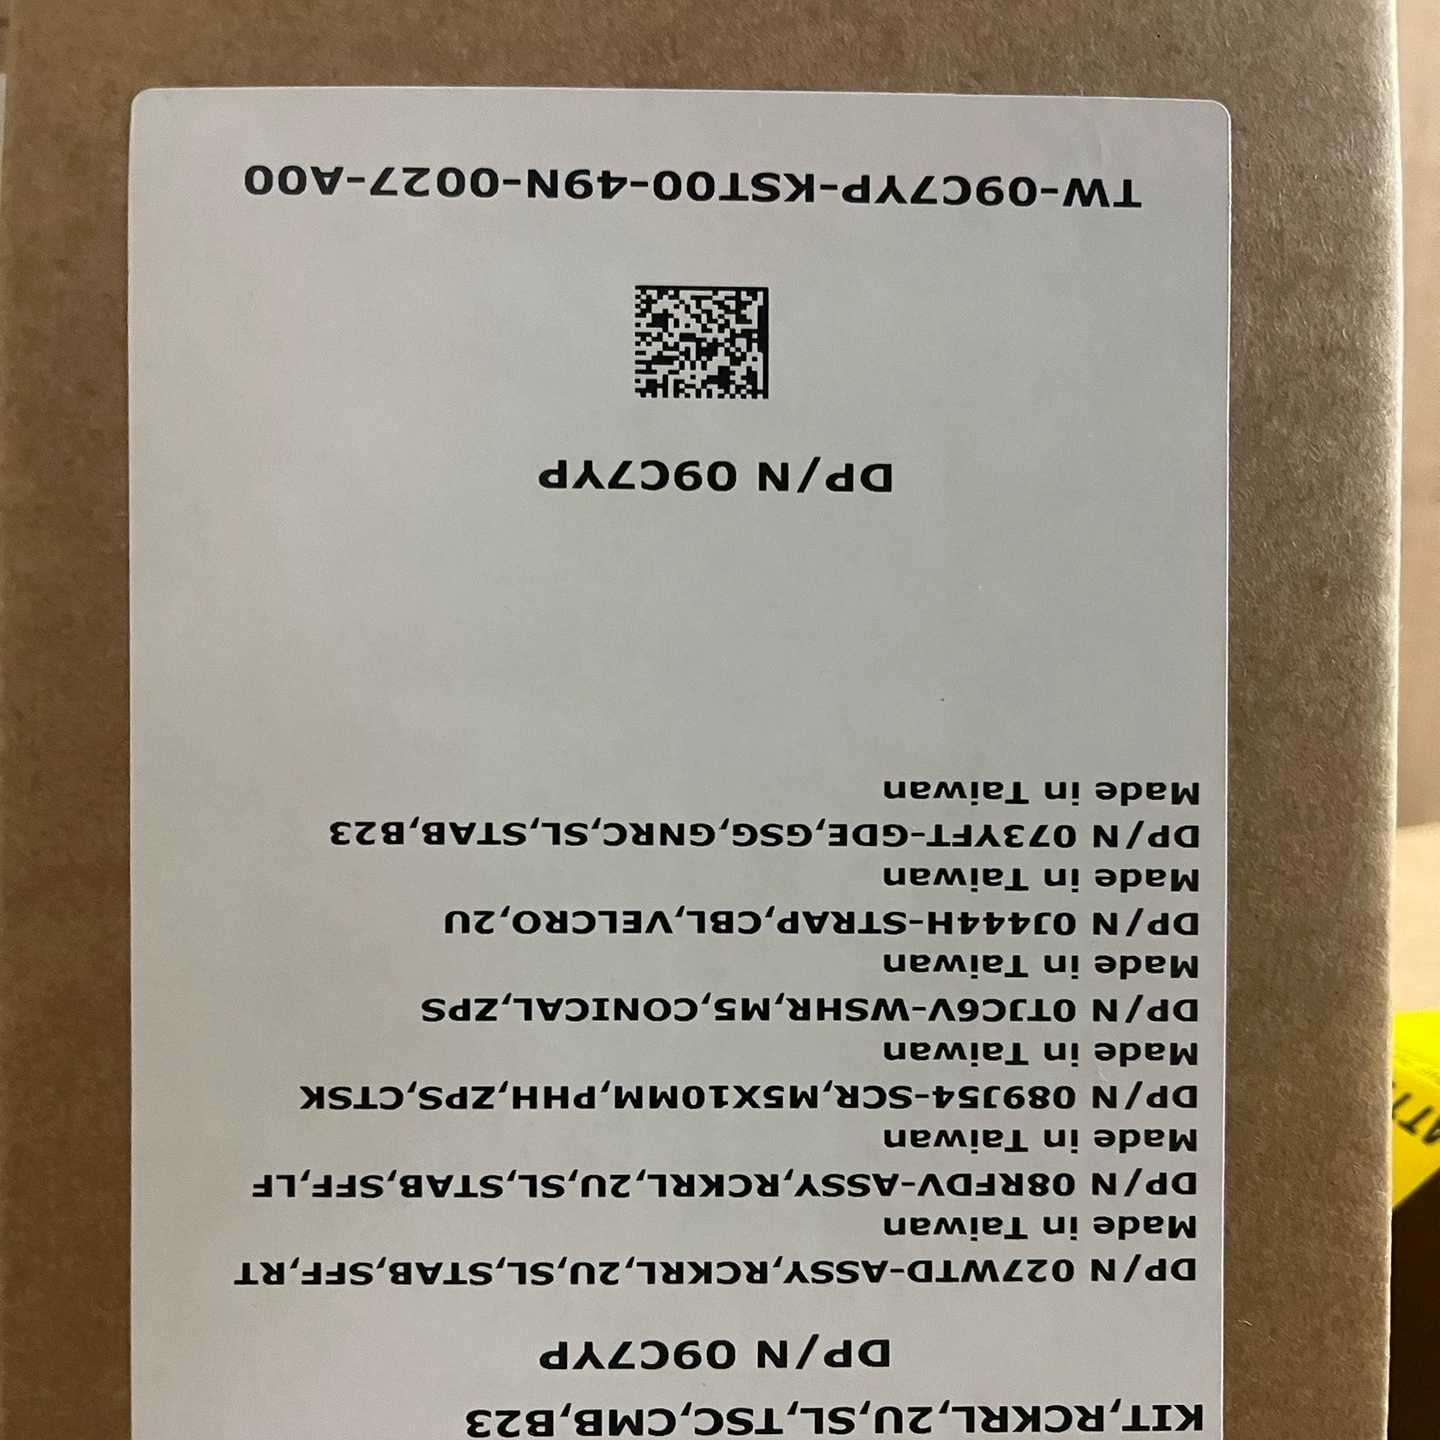 KIT,RCKRL,2U,SL,TSC,CMB,B23
DP/N 09C7YP
DP/N 027WTD-ASSY,RCKRL,2U,SL,STAB,SFF,RT
Made in Taiwan
DP/N 08RFDV-ASSY,RCKRL,2U,SL,STAB,SFF,LF
Made in Taiwan
DP/N 089J54-SCR,M5X10MM,PHH,ZPS,CTSK
Made in Taiwan
DP/N 0TJC6V-WSHR,M5,CONICAL,ZPS
Made in Taiwan
DP/N 0J444H-STRAP,CBL,VELCRO,2U
Made in Taiwan
DP/N 073YFT-GDE,GSG,GNRC,SL,STAB,B23
Made in Taiwan
DP/N 09C7YP
TW-09C7YP-KST00-49N-0027-A00